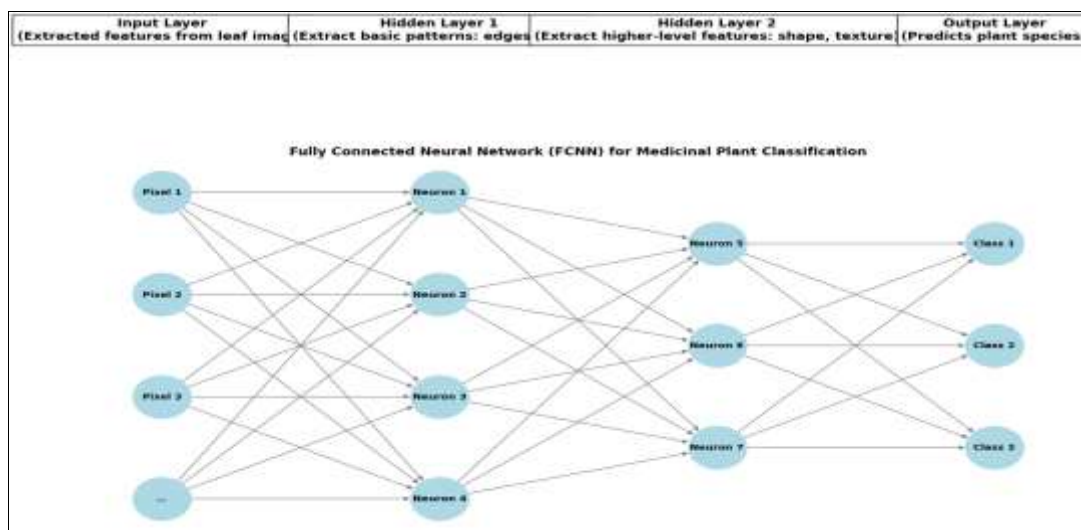 Input Layer
(Extracted features from leaf imag
Hidden Layer 1
(Extract basic patterns: edges
Hidden Layer 2
(Extract higher-level features: shape, texture
Output Layer
(Predicts plant species
Fully Connected Neural Network (FCNN) for Medicinal Plant Classification
Pixel 1
Neuron 1
Neuron 5
Class 1
Pixel 2
Neuron 2
Neuron 6
Class 2
Pixel 3
Neuron 3
Neuron 7
Class 3
...
Neuron 4